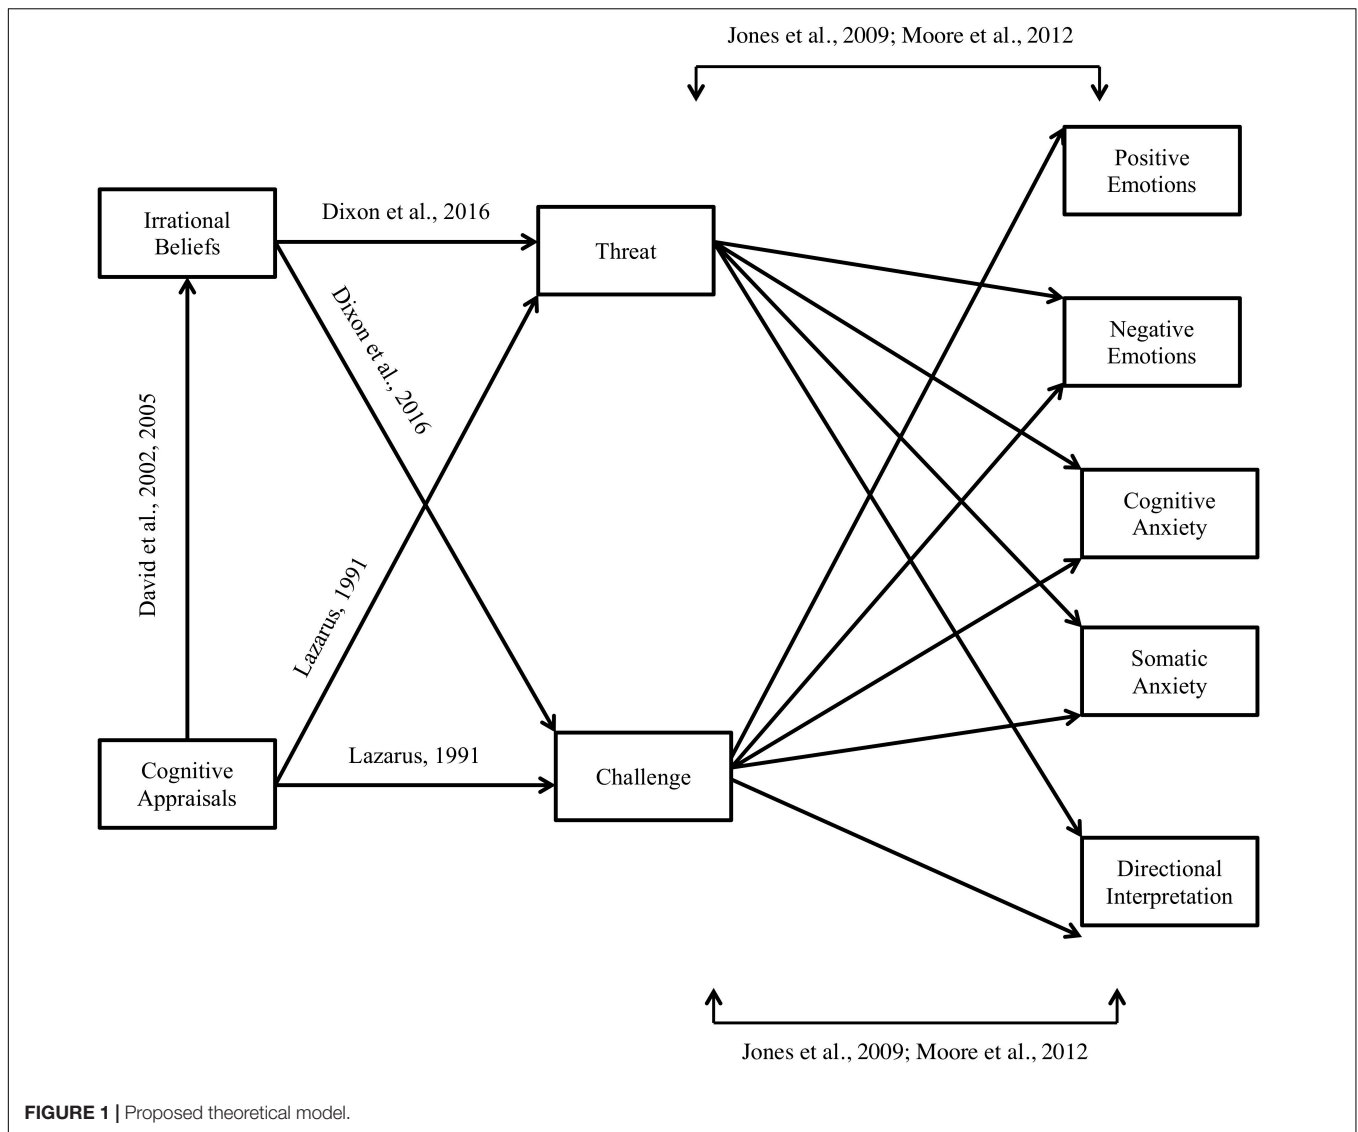 Jones et al., 2009; Moore et al., 2012
Positive
Emotions
Irrational
Beliefs
Dixon et al., 2016
Threat
Negative
Emotions
Dixon et al., 2016
David et al., 2002, 2005
Cognitive
Anxiety
Lazarus, 1991
Somatic
Anxiety
Cognitive
Appraisals
Lazarus, 1991
Challenge
Directional
Interpretation
Jones et al., 2009; Moore et al., 2012
FIGURE 1 | Proposed theoretical model.